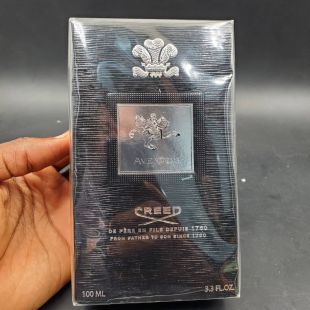 AVENTUS
CREED
DE PÈRE EN FILS DEPUIS 1760
FROM FATHER TO SON SINCE 1760
100 ML
3.3 FL.OZ.